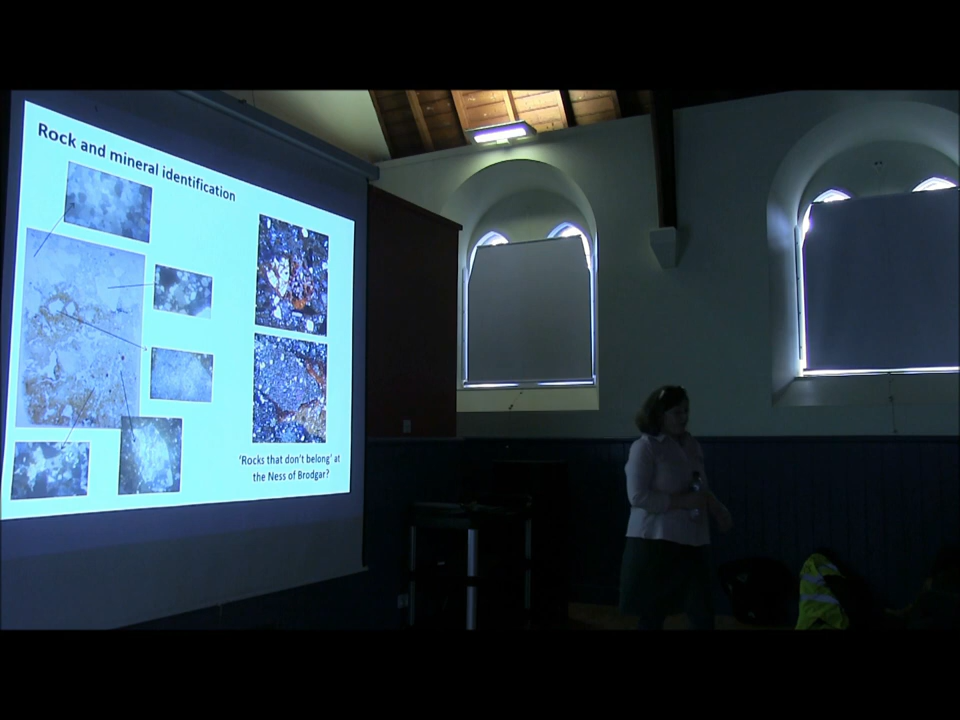 Rock and mineral identification
‘Rocks that don’t belong’ at
the Ness of Brodgar?